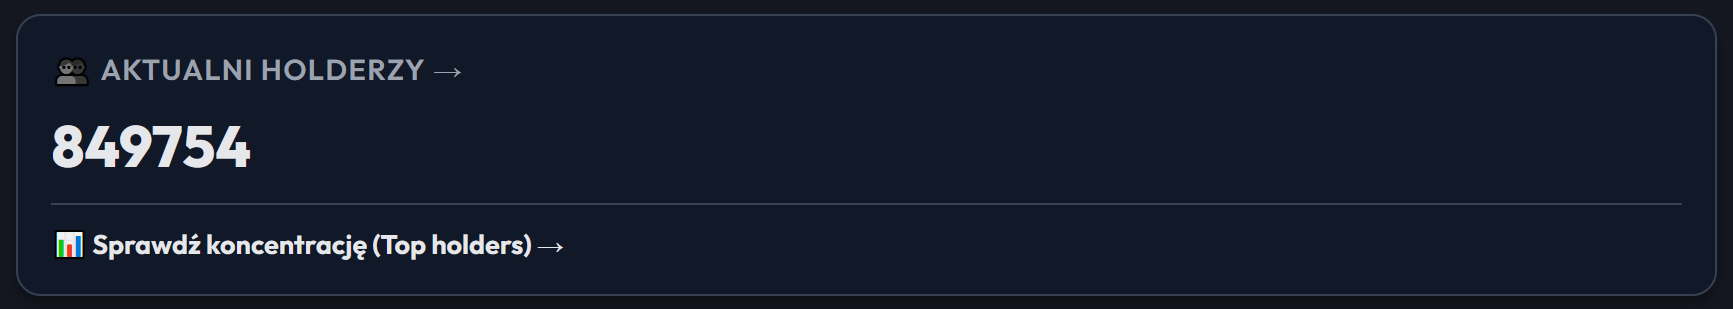 AKTUALNI HOLDERZY →
849754
Sprawdź koncentrację (Top holders) →